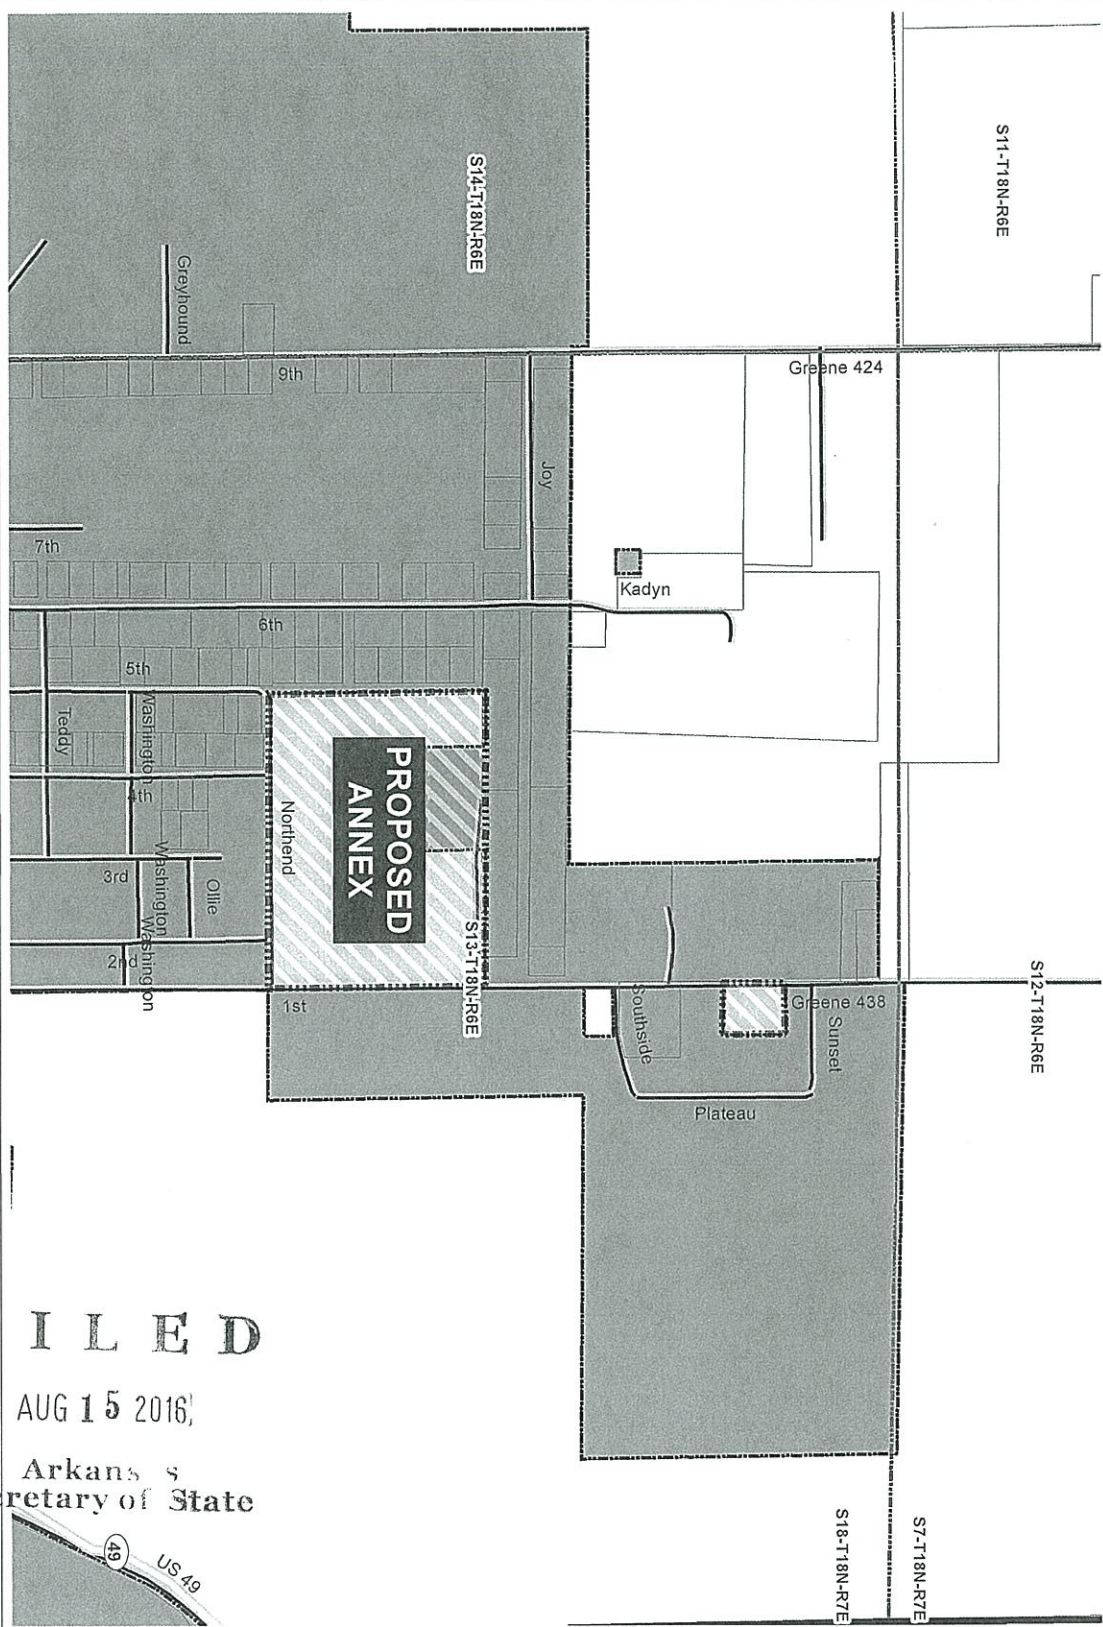 S11-T18N-R6E
S14-T18N-R6E
Greyhound
9th
Greene 424
Joy
7th
Kadyn
6th
5th
Washington
Teddy
4th
PROPOSED
ANNEX
Northend
Washington
3rd
Ollie
Washington
2nd
S13-T18N-R6E
S12-T18N-R6E
1st
Southside
Greene 438
Sunset
Plateau
ILED
AUG 15 2016
Arkans s
retary of State
49
US 49
S18-T18N-R7E
S7-T18N-R7E